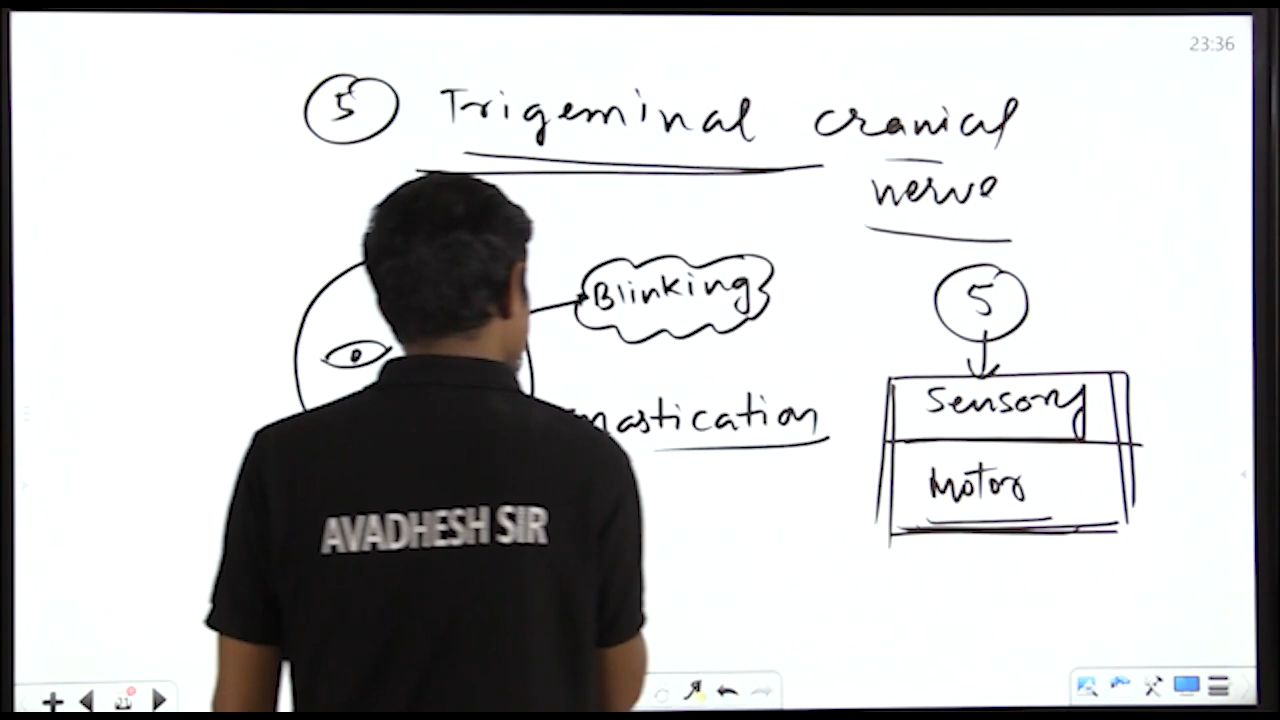 23:36
5 Trigeminal cranial
nerve
Blinking
5
mastication
Sensory
Motor
AVADHESH SIR